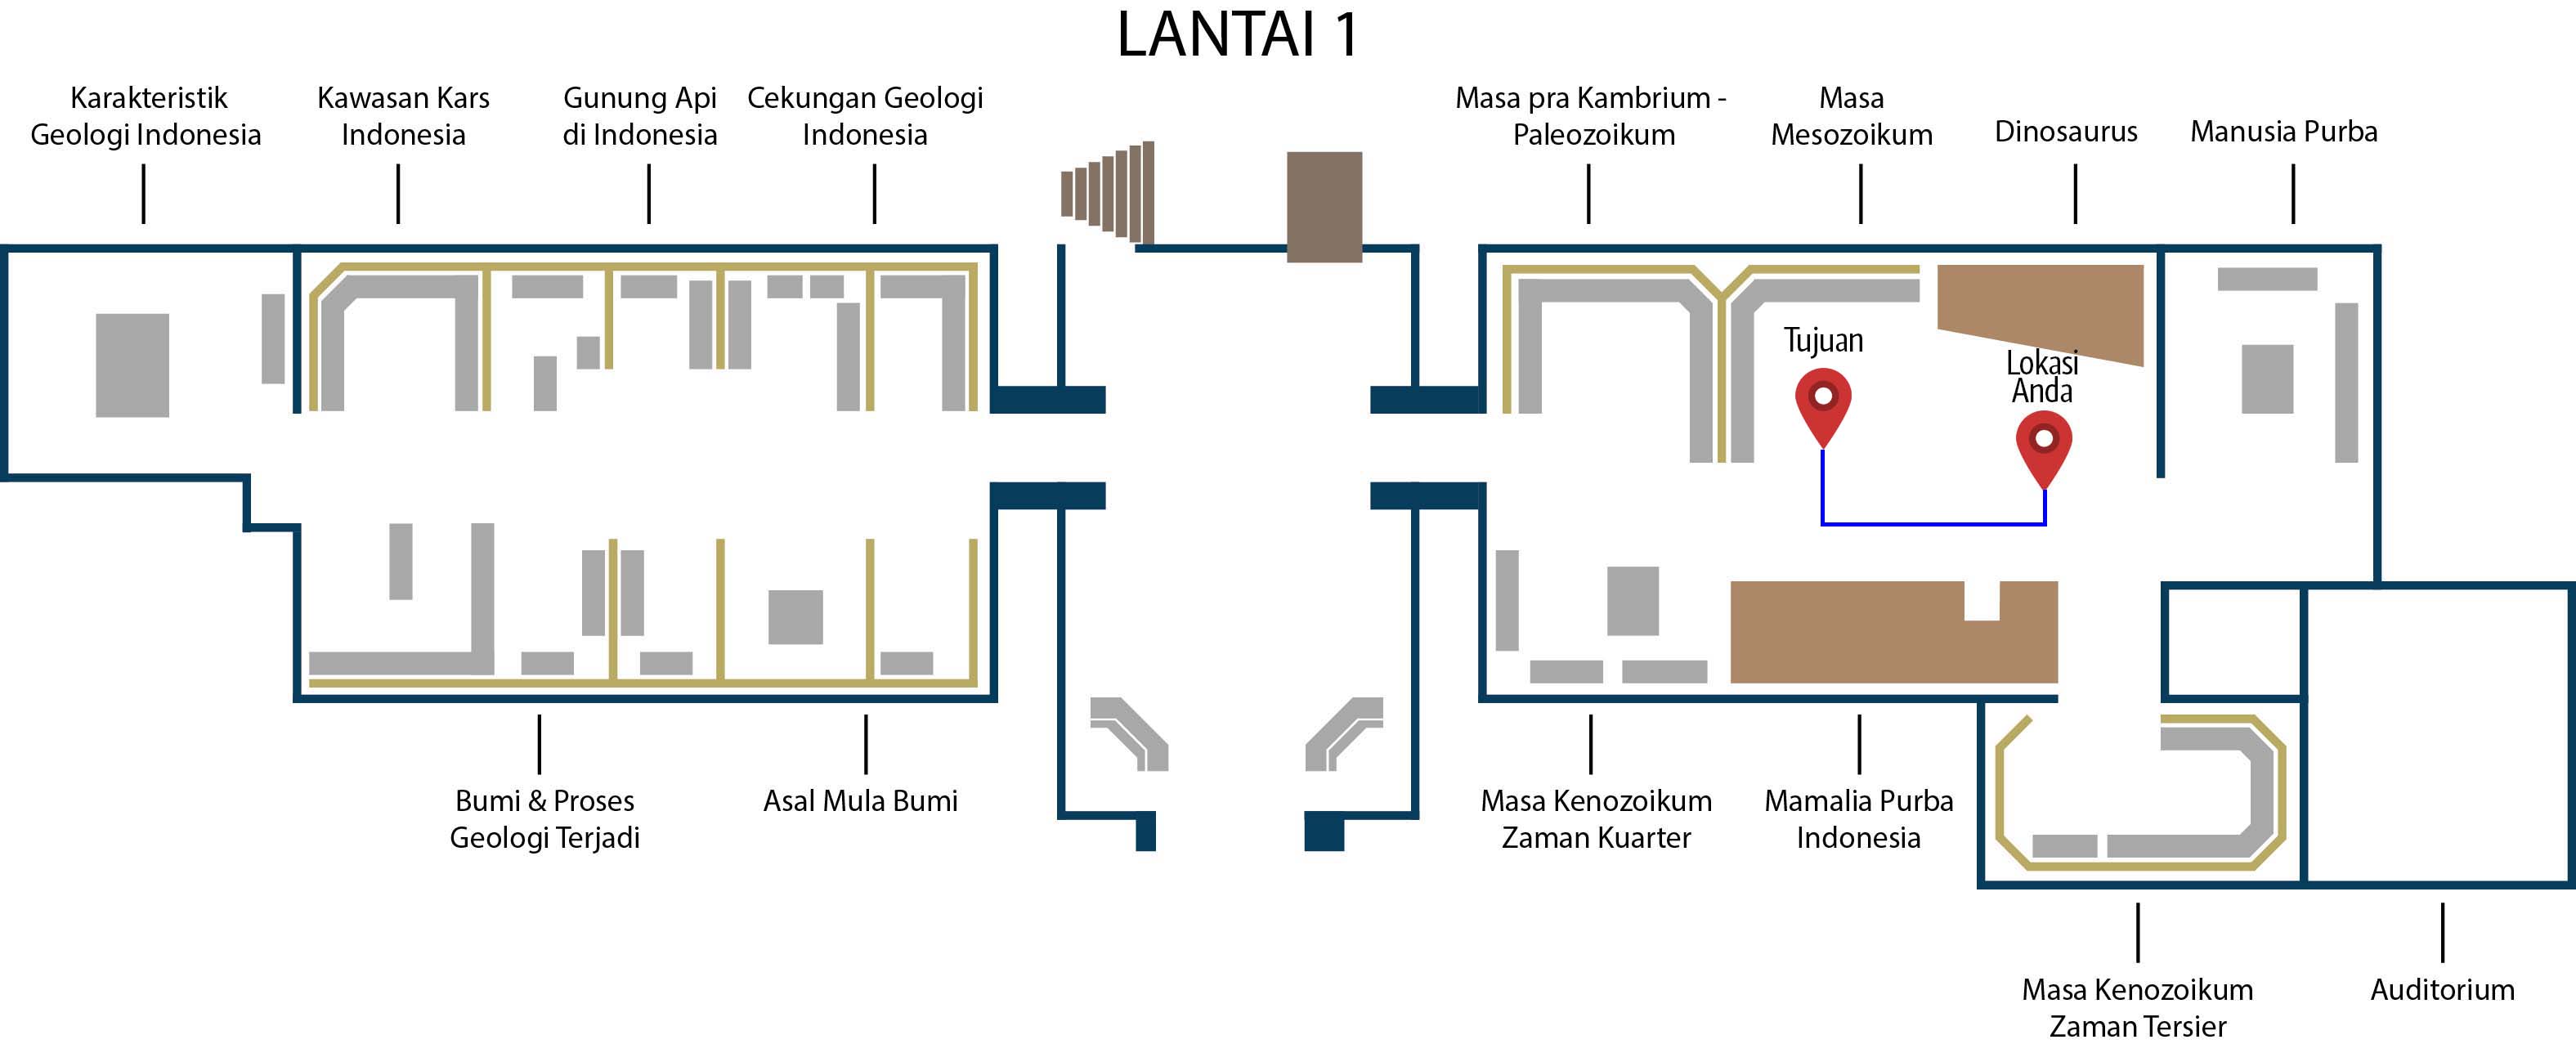 LANTAI 1
Karakteristik
Geologi Indonesia
Kawasan Kars
Indonesia
Gunung Api
di Indonesia
Cekungan Geologi
Indonesia
Masa pra Kambrium -
Paleozoikum
Masa
Mesozoikum
Dinosaurus
Manusia Purba
Tujuan
Lokasi
Anda
Bumi & Proses
Geologi Terjadi
Asal Mula Bumi
Masa Kenozoikum
Zaman Kuarter
Mamalia Purba
Indonesia
Masa Kenozoikum
Zaman Tersier
Auditorium